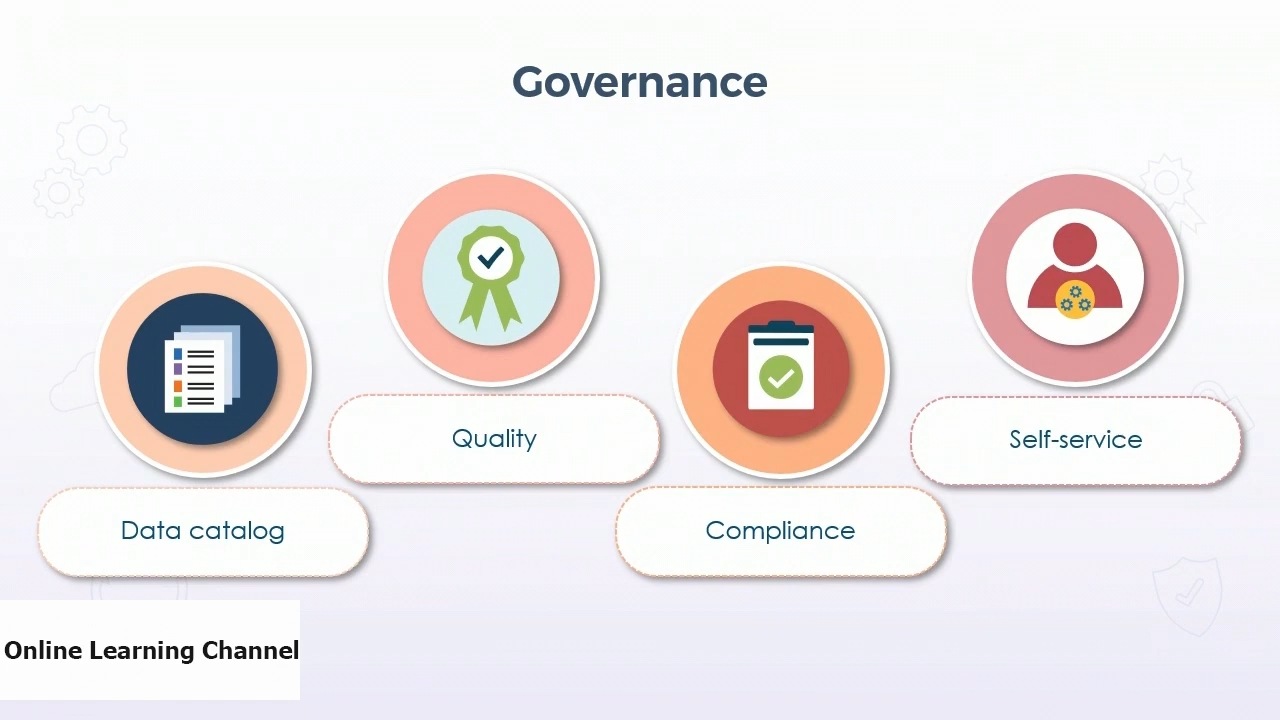 Governance
Data catalog
Quality
Compliance
Self-service
Online Learning Channel